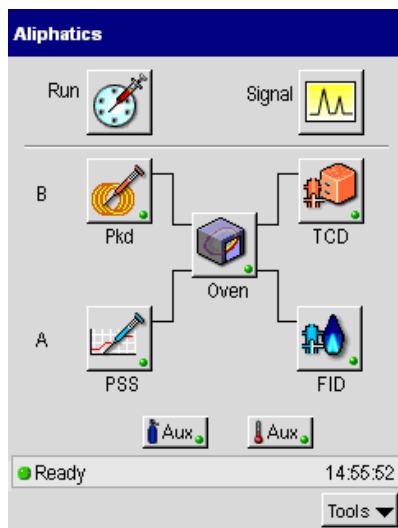 Aliphatics
Run Signal
B
Pkd TCD
Oven
A
PSS FID
Aux Aux
Ready 14:55:52
Tools